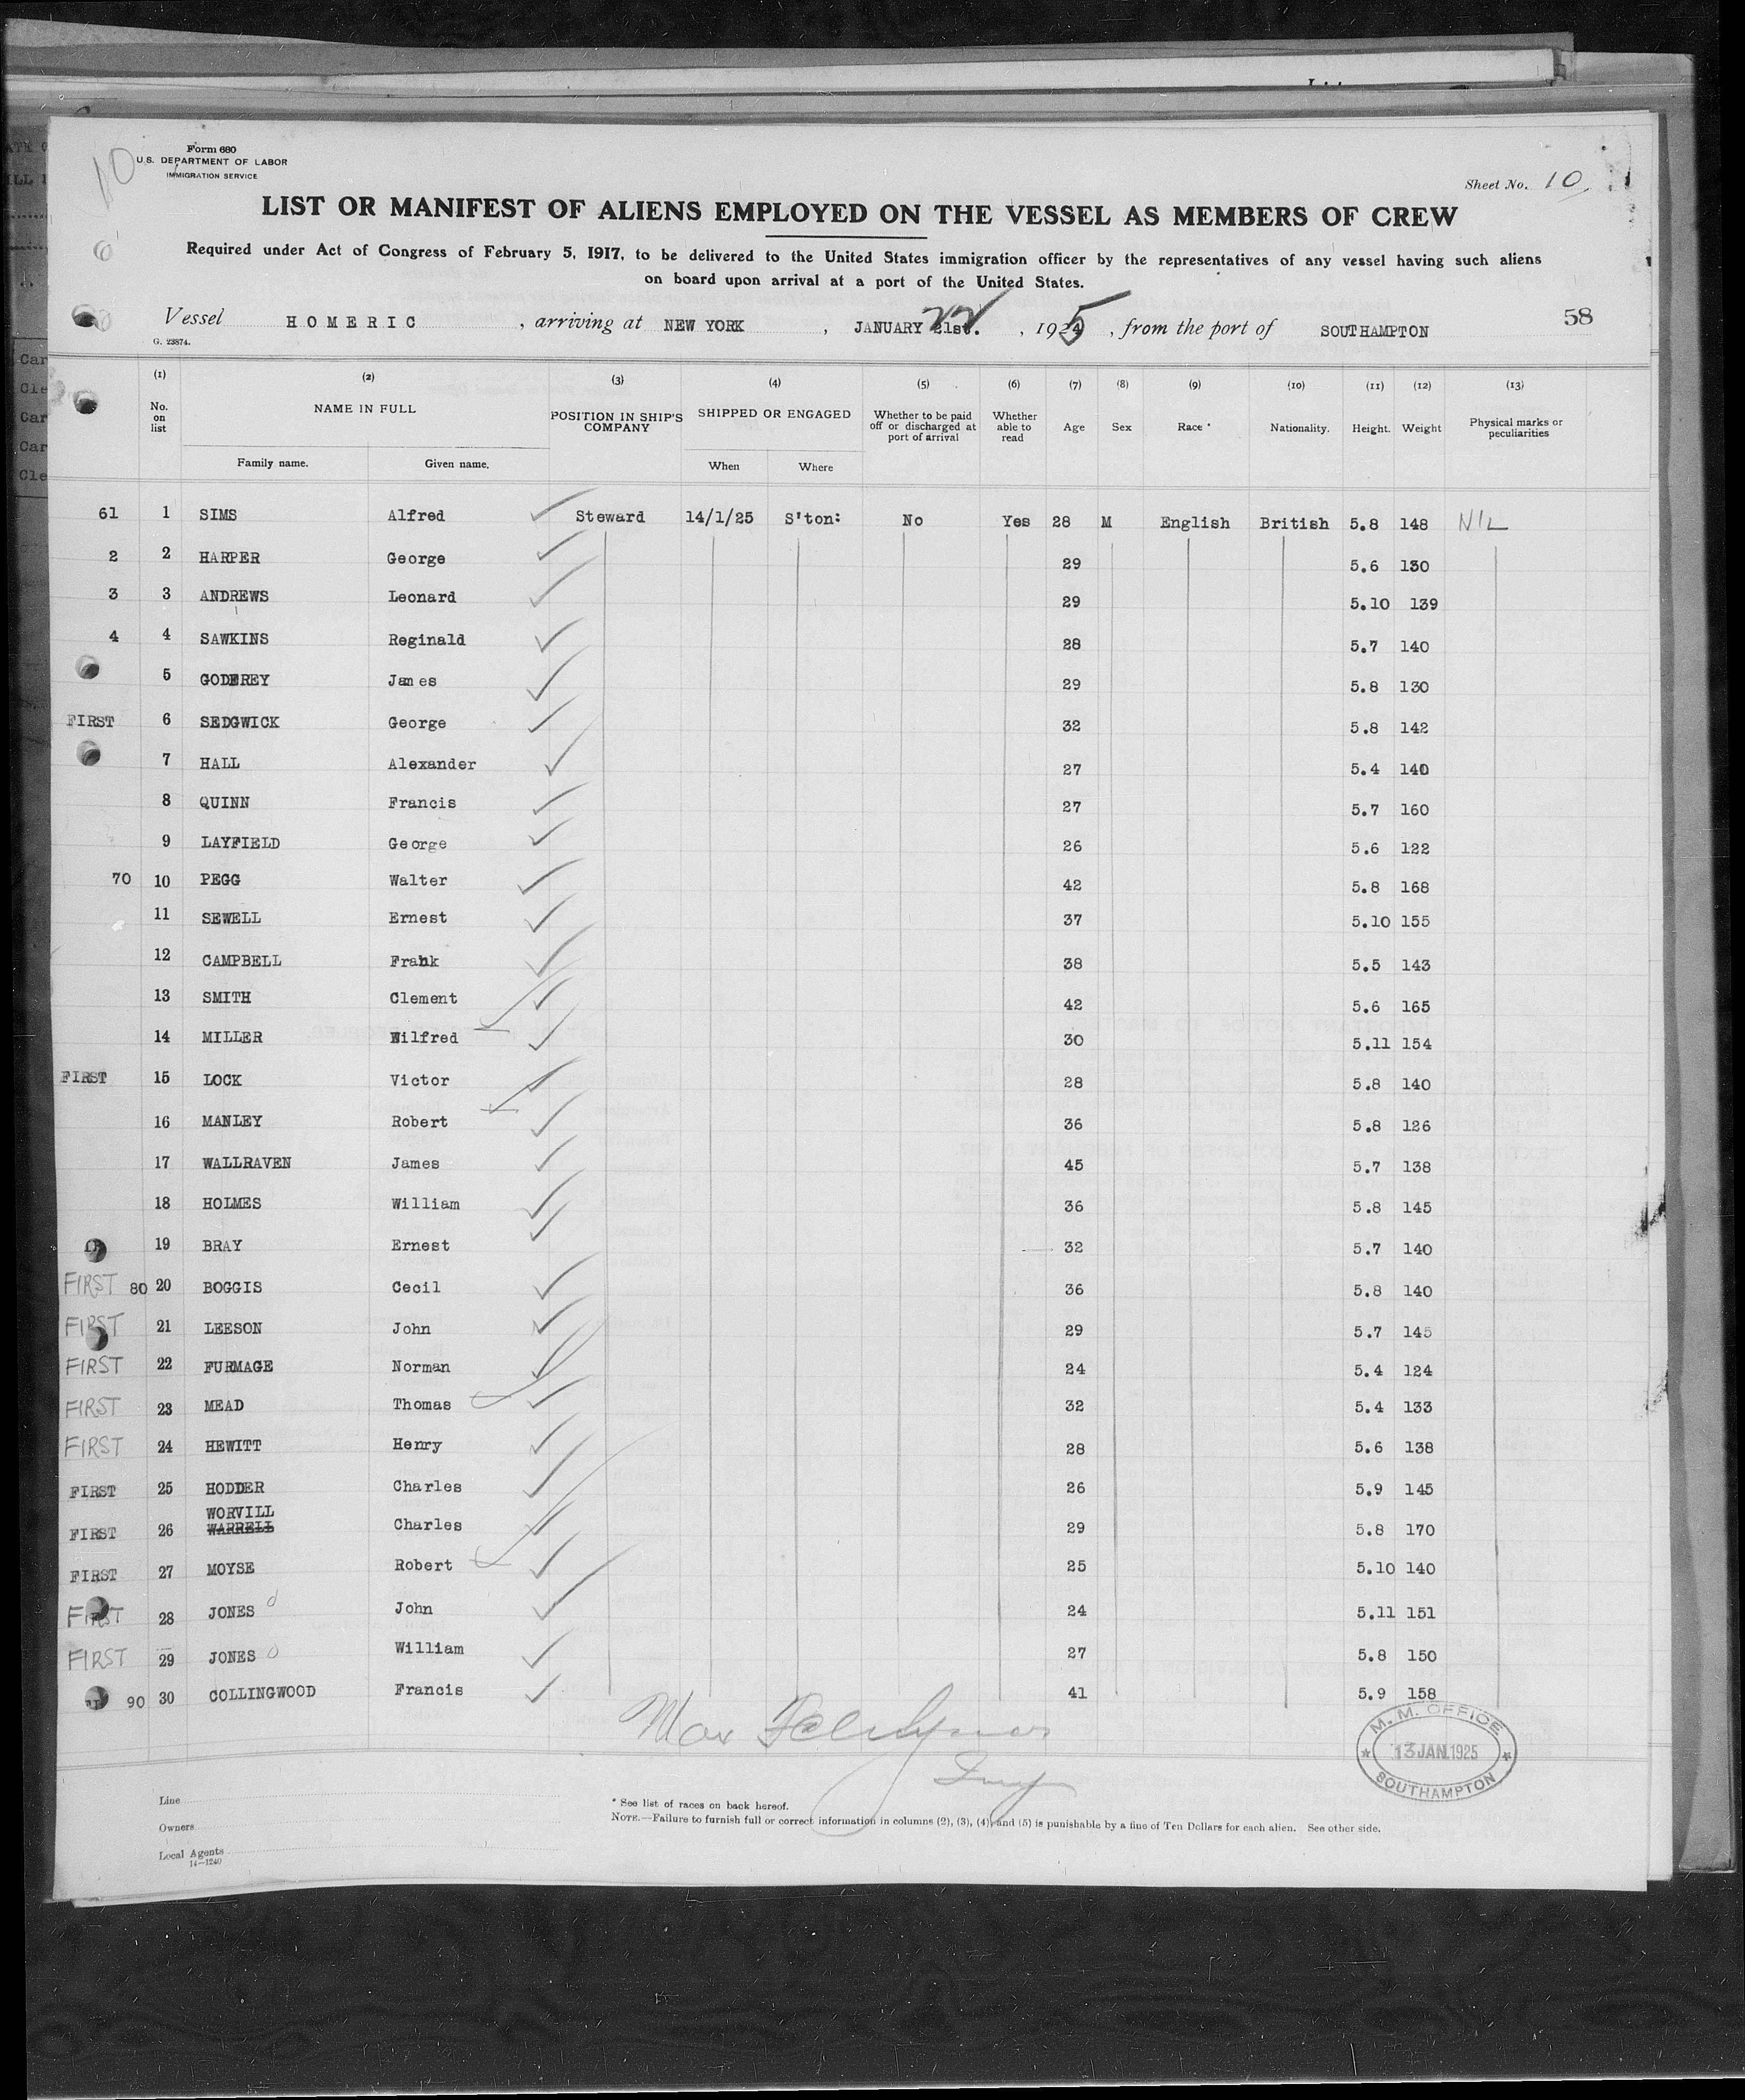 Form 680
U.S. DEPARTMENT OF LABOR
IMMIGRATION SERVICE
10
Sheet No. 10
LIST OR MANIFEST OF ALIENS EMPLOYED ON THE VESSEL AS MEMBERS OF CREW
Required under Act of Congress of February 5, 1917, to be delivered to the United States immigration officer by the representatives of any vessel having such aliens
on board upon arrival at a port of the United States.
Vessel HOMERIC, arriving at NEW YORK, JANUARY 21st. 22, 1925, from the port of SOUTHAMPTON 58
G. 23874.
(1) (2) (3) (4) (5) (6) (7) (8) (9) (10) (11) (12) (13)
No. on list NAME IN FULL POSITION IN SHIP'S COMPANY SHIPPED OR ENGAGED Whether to be paid off or discharged at port of arrival Whether able to read Age Sex Race * Nationality. Height. Weight Physical marks or peculiarities
Family name. Given name. When Where
61 1 SIMS Alfred Steward 14/1/25 S'ton: No Yes 28 M English British 5.8 148 NIL
2 2 HARPER George 29 5.6 130
3 3 ANDREWS Leonard 29 5.10 139
4 4 SAWKINS Reginald 28 5.7 140
5 GODFREY James 29 5.8 130
FIRST 6 SEDGWICK George 32 5.8 142
7 HALL Alexander 27 5.4 140
8 QUINN Francis 27 5.7 160
9 LAYFIELD George 26 5.6 122
70 10 PEGG Walter 42 5.8 168
11 SEWELL Ernest 37 5.10 155
12 CAMPBELL Frank 38 5.5 143
13 SMITH Clement 42 5.6 165
14 MILLER Wilfred 30 5.11 154
FIRST 15 LOCK Victor 28 5.8 140
16 MANLEY Robert 36 5.8 126
17 WALLRAVEN James 45 5.7 138
18 HOLMES William 36 5.8 145
19 BRAY Ernest 32 5.7 140
FIRST 80 20 BOGGIS Cecil 36 5.8 140
FIRST 21 LEESON John 29 5.7 145
FIRST 22 FURMAGE Norman 24 5.4 124
FIRST 23 MEAD Thomas 32 5.4 133
FIRST 24 HEWITT Henry 28 5.6 138
FIRST 25 HODDER Charles 26 5.9 145
WORVILL
FIRST 26 WARRELL Charles 29 5.8 170
FIRST 27 MOYSE Robert 25 5.10 140
FIRST 28 JONES John 24 5.11 151
FIRST 29 JONES William 27 5.8 150
90 30 COLLINGWOOD Francis 41 5.9 158
M. M. OFFICE
13 JAN. 1925
SOUTHAMPTON
Line
Owners
Local Agents
14—1240
* See list of races on back hereof.
NOTE.—Failure to furnish full or correct information in columns (2), (3), (4), and (5) is punishable by a fine of Ten Dollars for each alien. See other side.